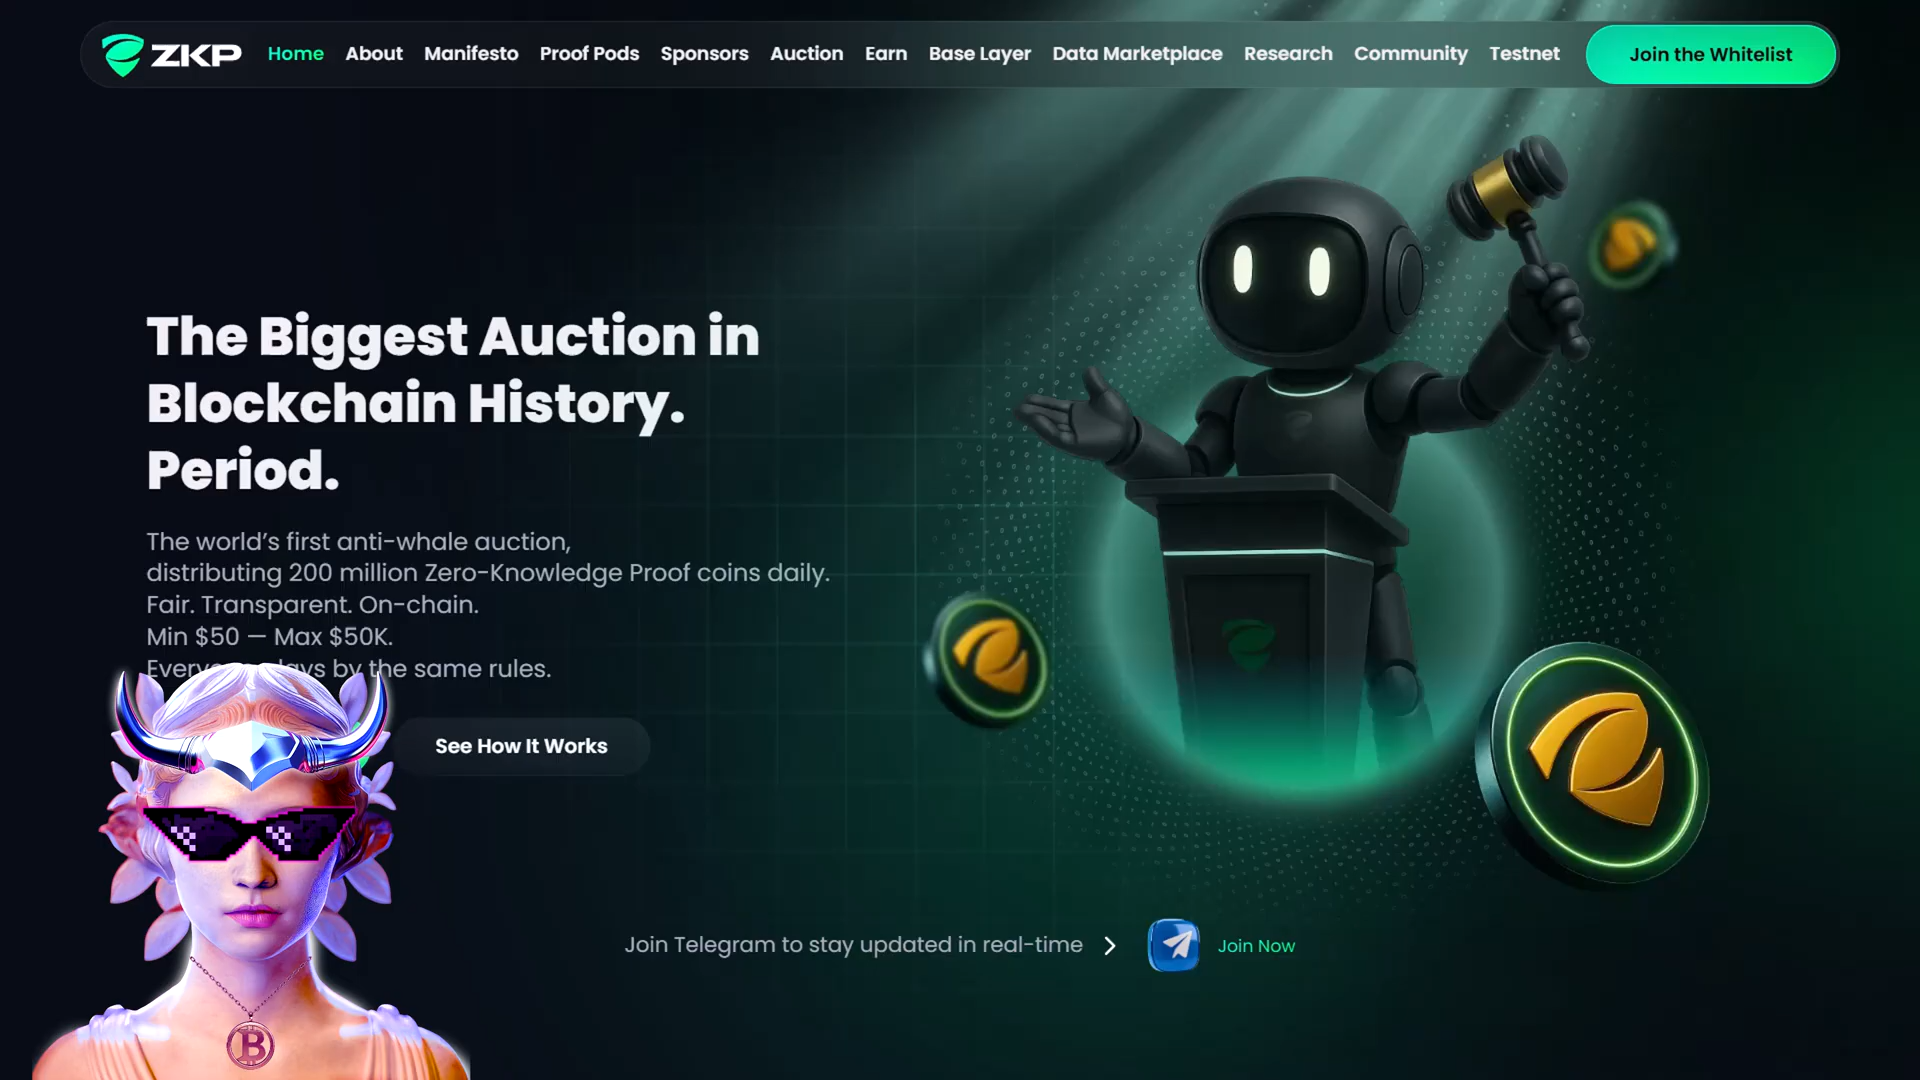 ZKP
Home About Manifesto Proof Pods Sponsors Auction Earn Base Layer Data Marketplace Research Community Testnet Join the Whitelist
The Biggest Auction in
Blockchain History.
Period.
The world's first anti-whale auction,
distributing 200 million Zero-Knowledge Proof coins daily.
Fair. Transparent. On-chain.
Min $50 — Max $50K.
by the same rules.
See How It Works
Join Telegram to stay updated in real-time
Join Now
B